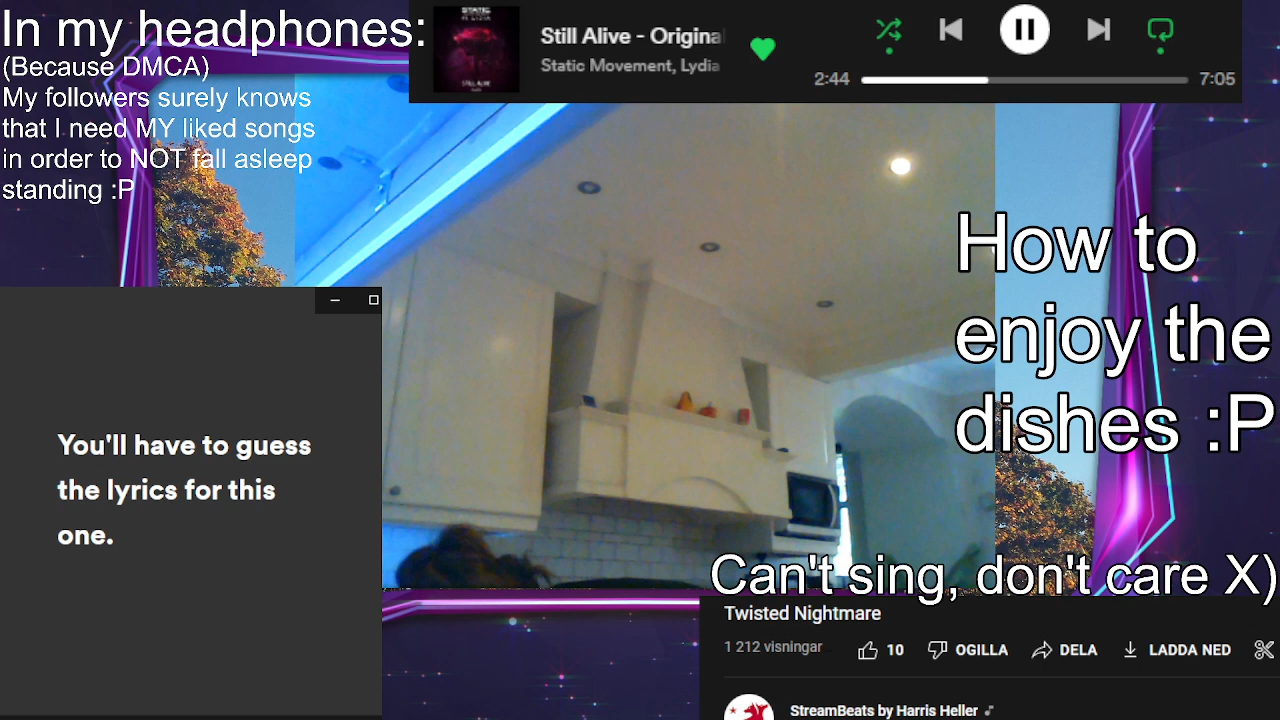 In my headphones:
(Because DMCA)
My followers surely knows
that I need MY liked songs
in order to NOT fall asleep
standing :P
STILL ALIVE
Still Alive - Origina
Static Movement, Lydia
2:44
7:05
How to
enjoy the
dishes :P
You'll have to guess
the lyrics for this
one.
Can't sing, don't care X)
Twisted Nightmare
1 212 visningar
10
OGILLA
DELA
LADDA NED
StreamBeats by Harris Heller